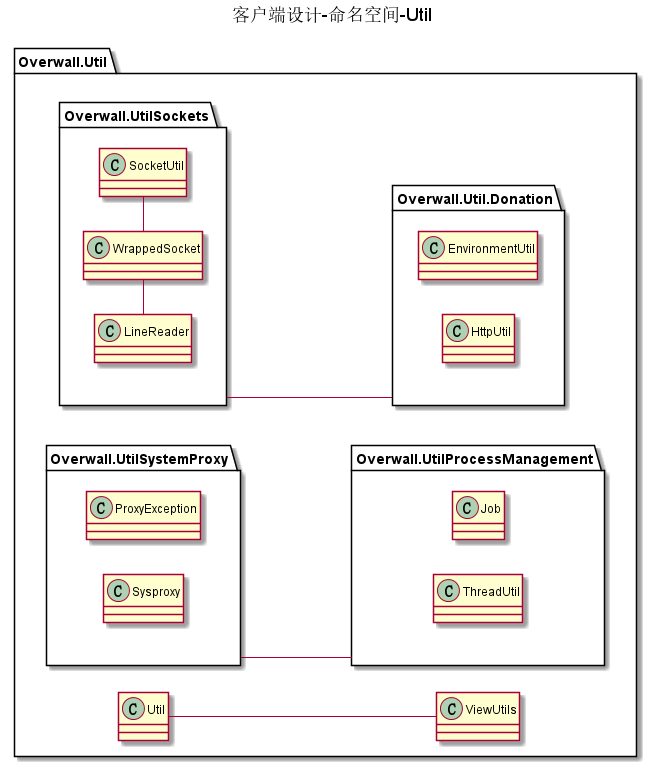 客户端设计-命名空间-Util
Overwall.Util
Overwall.UtilSockets
C SocketUtil
C WrappedSocket
C LineReader
Overwall.Util.Donation
C EnvironmentUtil
C HttpUtil
Overwall.UtilSystemProxy
C ProxyException
C Sysproxy
Overwall.UtilProcessManagement
C Job
C ThreadUtil
C Util
C ViewUtils